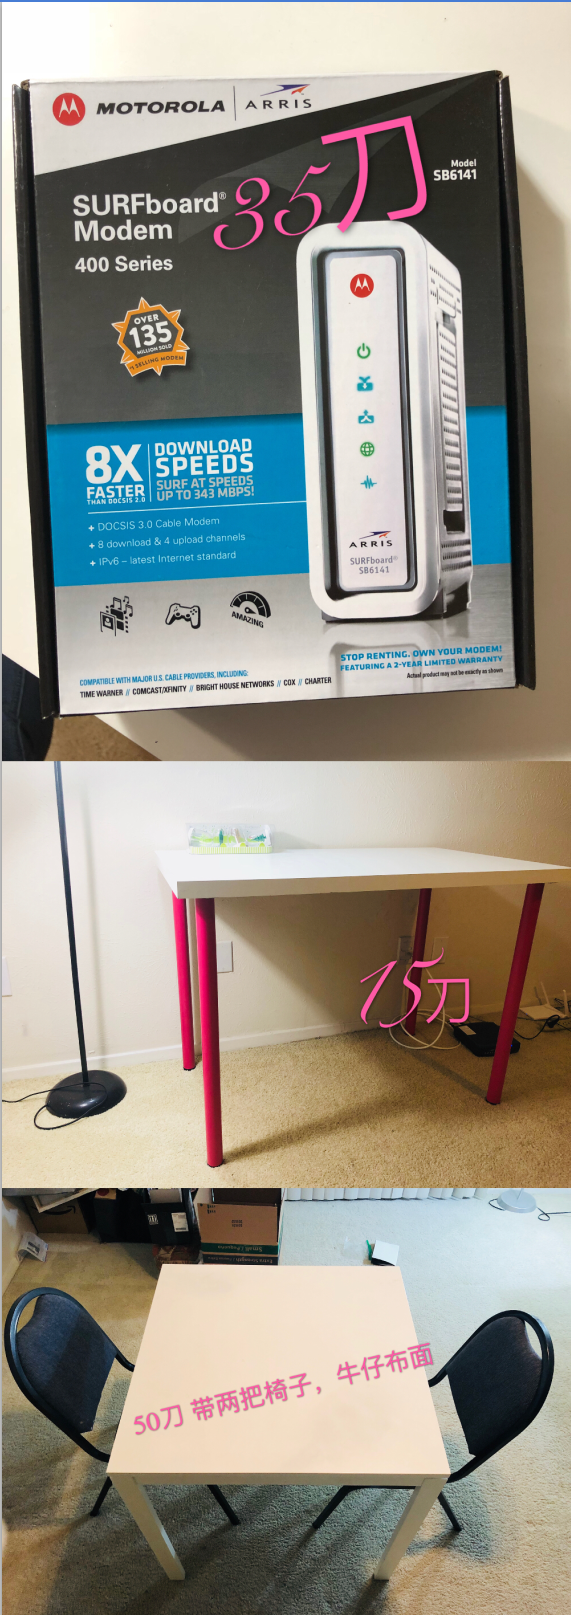 MOTOROLA | ARRIS
35刀
Model
SB6141
SURFboard®
Modem
400 Series
OVER
135
MILLION SOLD
#1 SELLING MODEM
8X
FASTER
THAN DOCSIS 2.0
DOWNLOAD
SPEEDS
SURF AT SPEEDS
UP TO 343 MBPS!
+ DOCSIS 3.0 Cable Modem
+ 8 download & 4 upload channels
+ IPv6 – latest Internet standard
AMAZING
ARRIS
SURFboard®
SB6141
STOP RENTING. OWN YOUR MODEM!
FEATURING A 2-YEAR LIMITED WARRANTY
Actual product may not be exactly as shown
COMPATIBLE WITH MAJOR U.S. CABLE PROVIDERS, INCLUDING:
TIME WARNER // COMCAST/XFINITY // BRIGHT HOUSE NETWORKS // COX // CHARTER
15刀
50刀 带两把椅子，牛仔布面